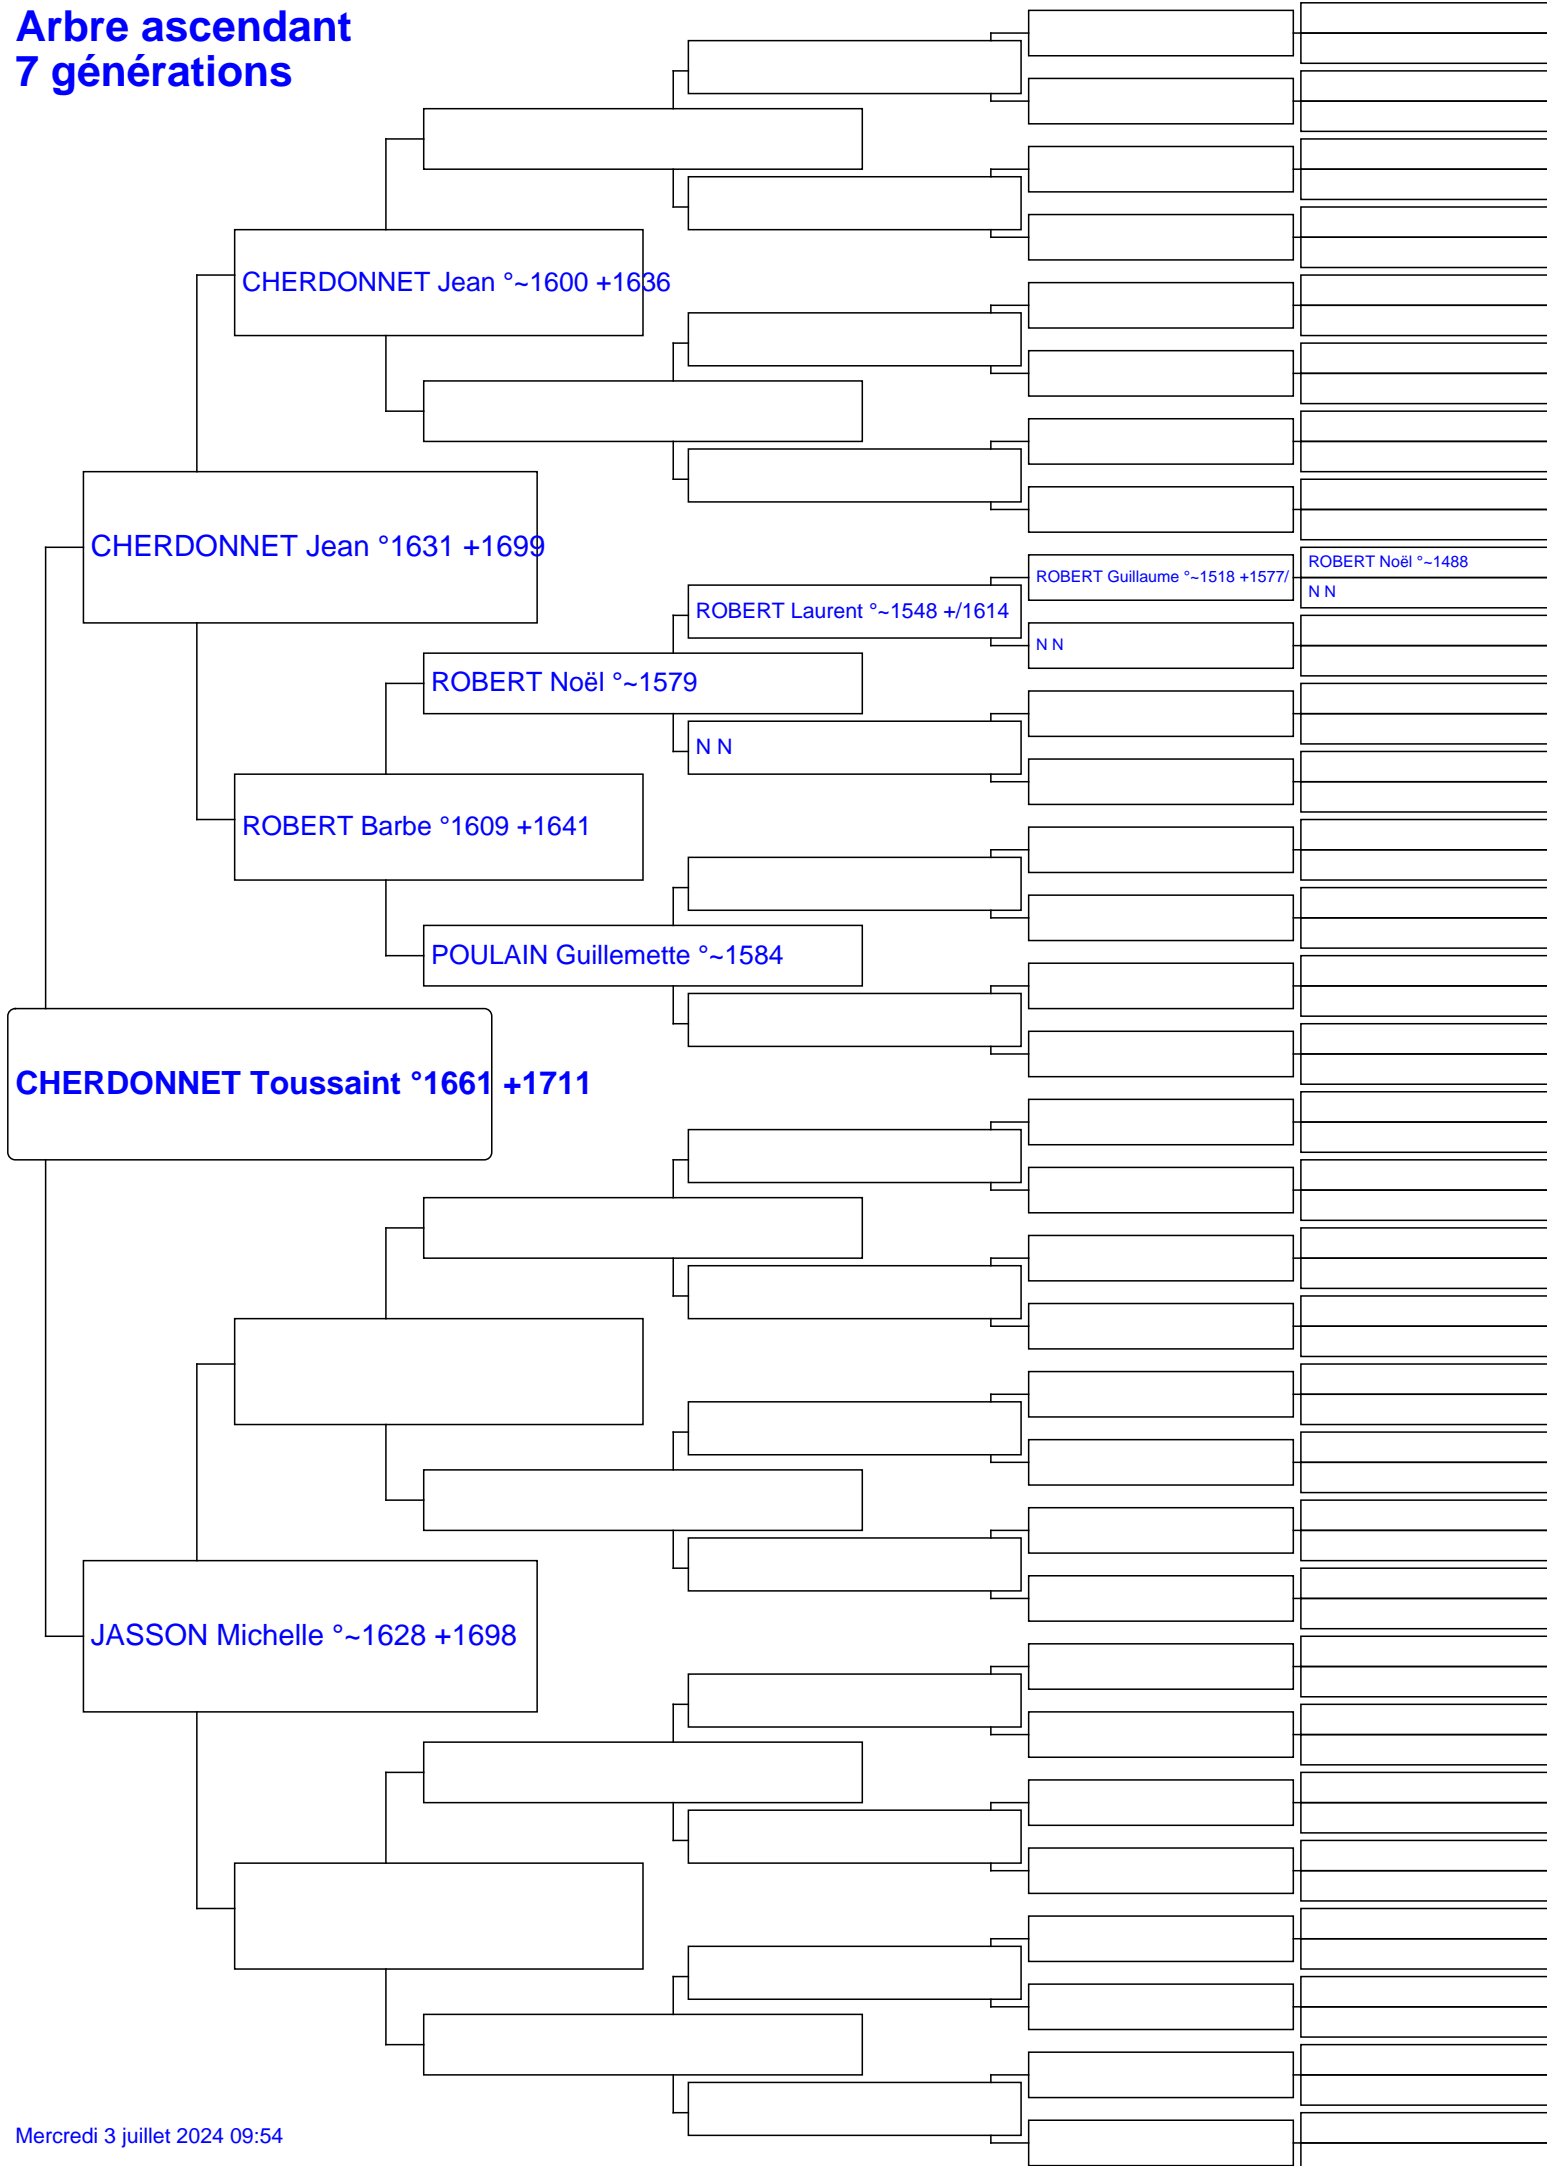 Arbre ascendant
7 générations
CHERDONNET Jean °~1600 +1636
CHERDONNET Jean °1631 +1699
ROBERT Noël °~1488
ROBERT Guillaume °~1518 +1577/
N N
ROBERT Laurent °~1548 +/1614
N N
ROBERT Noël °~1579
N N
ROBERT Barbe °1609 +1641
POULAIN Guillemette °~1584
CHERDONNET Toussaint °1661 +1711
JASSON Michelle °~1628 +1698
Mercredi 3 juillet 2024 09:54